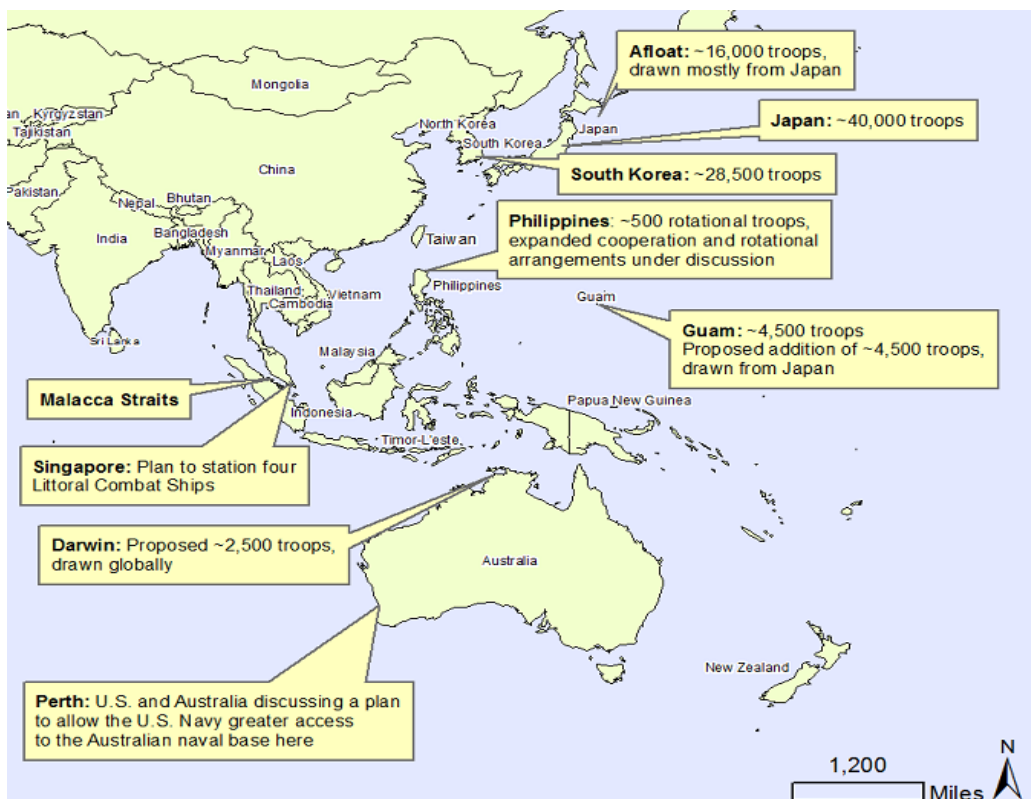 Afloat: ~16,000 troops,
drawn mostly from Japan
Mongolia
Kyrgyzstan
an
Tajikistan
North Korea
Japan
Japan: ~40,000 troops
South Korea
China
South Korea: ~28,500 troops
Pakistan
Nepal
Bhutan
Philippines: ~500 rotational troops,
expanded cooperation and rotational
arrangements under discussion
India
Bangladesh
Taiwan
Myanmar
Laos
Thailand
Vietnam
Cambodia
Philippines
Guam
Guam: ~4,500 troops
Proposed addition of ~4,500 troops,
drawn from Japan
Sri Lanka
Malaysia
Malacca Straits
Indonesia
Papua New Guinea
Timor-L'este
Singapore: Plan to station four
Littoral Combat Ships
Darwin: Proposed ~2,500 troops,
drawn globally
Australia
New Zealand
Perth: U.S. and Australia discussing a plan
to allow the U.S. Navy greater access
to the Australian naval base here
N
1,200
Miles